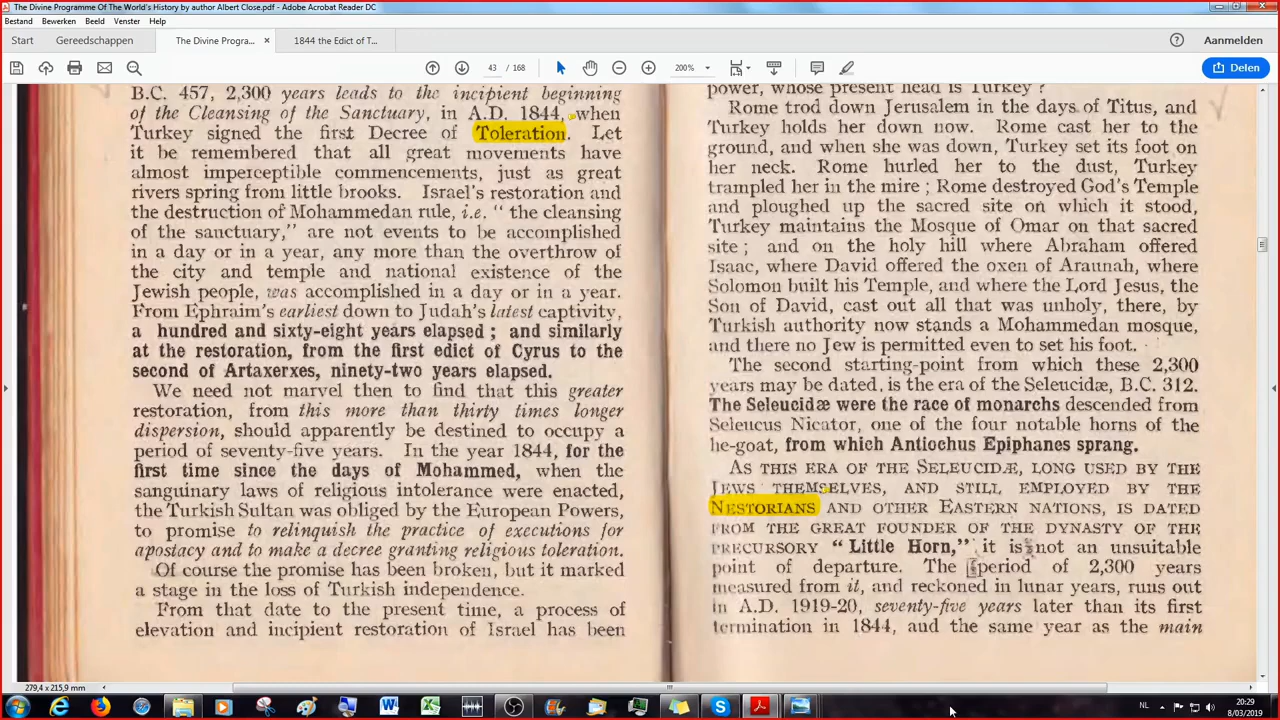 The Divine Programme Of The World's History by author Albert Close.pdf - Adobe Acrobat Reader DC
Bestand Bewerken Beeld Venster Help
Start Gereedschappen The Divine Progra... × 1844 the Edict of T... Aanmelden
43 / 168 200% Delen
B.C. 457, 2,300 years leads to the incipient beginning
of the Cleansing of the Sanctuary, in A.D. 1844, when
Turkey signed the first Decree of Toleration. Let
it be remembered that all great movements have
almost imperceptible commencements, just as great
rivers spring from little brooks. Israel's restoration and
the destruction of Mohammedan rule, i.e. " the cleansing
of the sanctuary," are not events to be accomplished
in a day or in a year, any more than the overthrow of
the city and temple and national existence of the
Jewish people, was accomplished in a day or in a year.
From Ephraim's earliest down to Judah's latest captivity,
a hundred and sixty-eight years elapsed ; and similarly
at the restoration, from the first edict of Cyrus to the
second of Artaxerxes, ninety-two years elapsed.
We need not marvel then to find that this greater
restoration, from this more than thirty times longer
dispersion, should apparently be destined to occupy a
period of seventy-five years. In the year 1844, for the
first time since the days of Mohammed, when the
sanguinary laws of religious intolerance were enacted,
the Turkish Sultan was obliged by the European Powers,
to promise to relinquish the practice of executions for
apostacy and to make a decree granting religious toleration.
Of course the promise has been broken, but it marked
a stage in the loss of Turkish independence.
From that date to the present time, a process of
elevation and incipient restoration of Israel has been
power, whose present head is Turkey ?
Rome trod down Jerusalem in the days of Titus, and
Turkey holds her down now. Rome cast her to the
ground, and when she was down, Turkey set its foot on
her neck. Rome hurled her to the dust, Turkey
trampled her in the mire ; Rome destroyed God's Temple
and ploughed up the sacred site on which it stood,
Turkey maintains the Mosque of Omar on that sacred
site ; and on the holy hill where Abraham offered
Isaac, where David offered the oxen of Araunah, where
Solomon built his Temple, and where the Lord Jesus, the
Son of David, cast out all that was unholy, there, by
Turkish authority now stands a Mohammedan mosque,
and there no Jew is permitted even to set his foot.
The second starting-point from which these 2,300
years may be dated, is the era of the Seleucidæ, B.C. 312.
The Seleucidæ were the race of monarchs descended from
Seleucus Nicator, one of the four notable horns of the
he-goat, from which Antiochus Epiphanes sprang.
AS THIS ERA OF THE SELEUCIDÆ, LONG USED BY THE
JEWS THEMSELVES, AND STILL EMPLOYED BY THE
NESTORIANS AND OTHER EASTERN NATIONS, IS DATED
FROM THE GREAT FOUNDER OF THE DYNASTY OF THE
PRECURSORY " Little Horn," it is not an unsuitable
point of departure. The period of 2,300 years
measured from it, and reckoned in lunar years, runs out
in A.D. 1919-20, seventy-five years later than its first
termination in 1844, and the same year as the main
279,4 x 215,9 mm
NL 20:29
8/03/2019